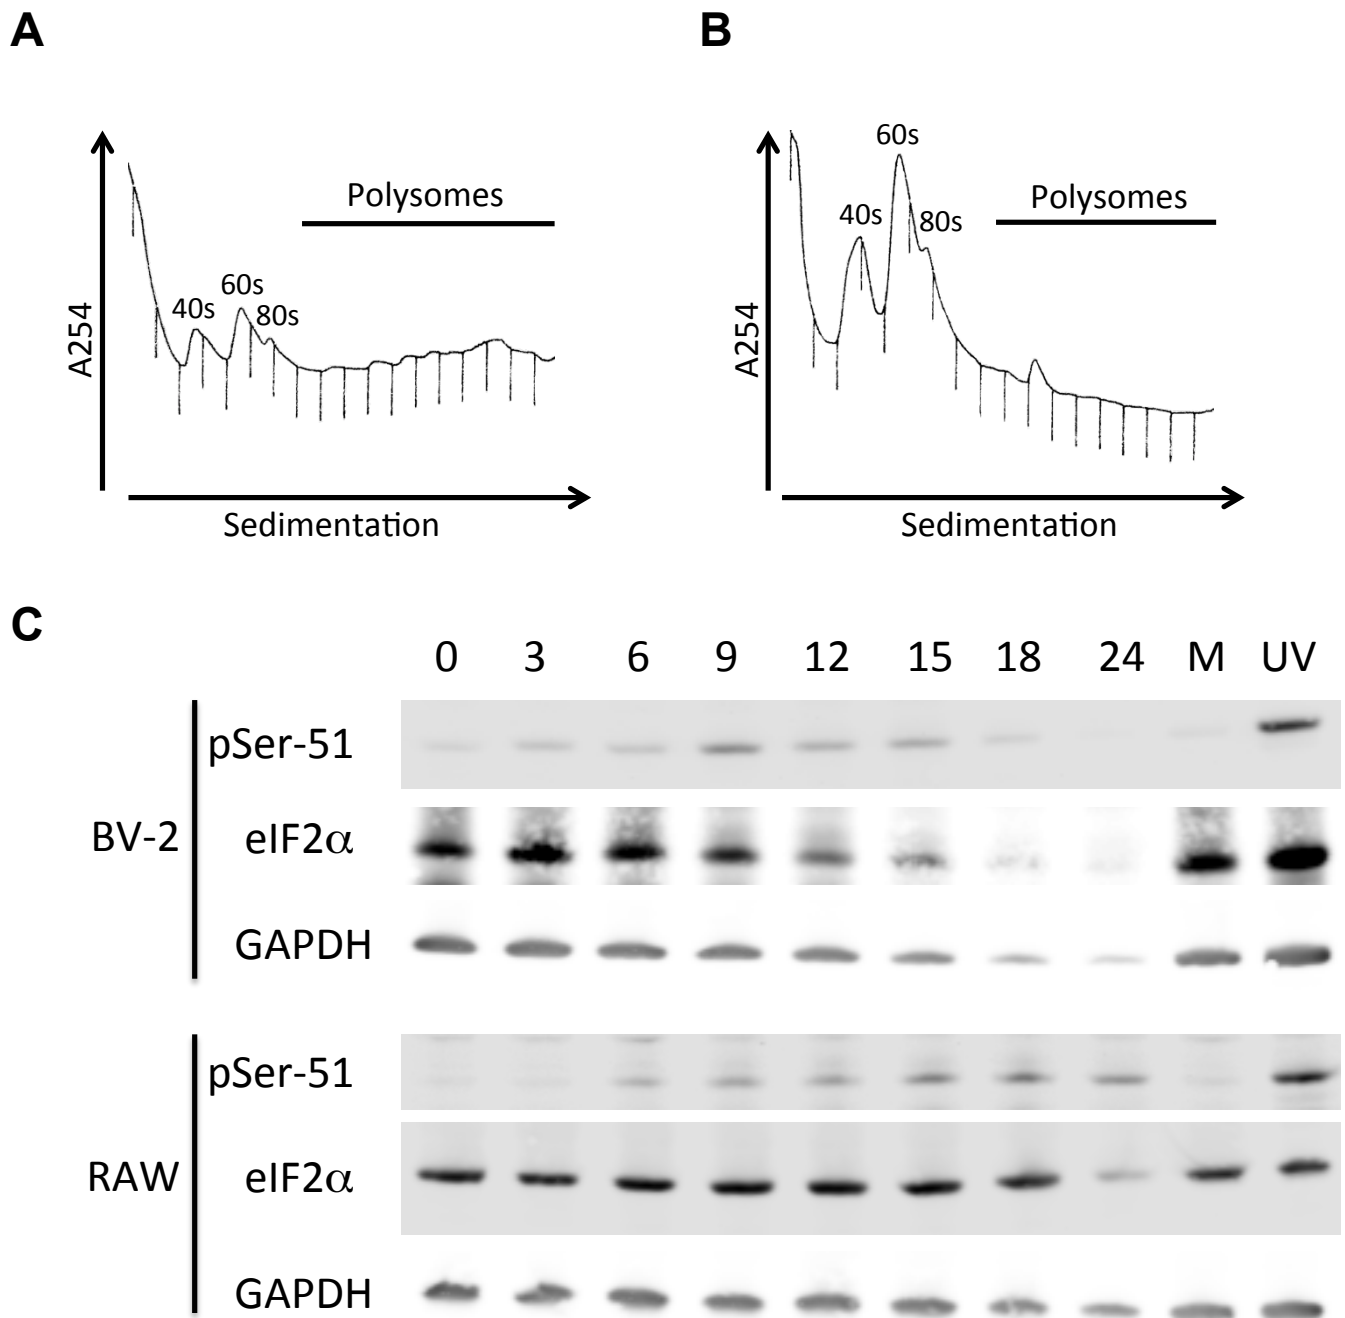 A
B
Polysomes
40s
60s
80s
A254
Sedimentation
60s
40s
80s
Polysomes
A254
Sedimentation
C
0 3 6 9 12 15 18 24 M UV
BV-2
pSer-51
eIF2α
GAPDH
RAW
pSer-51
eIF2α
GAPDH